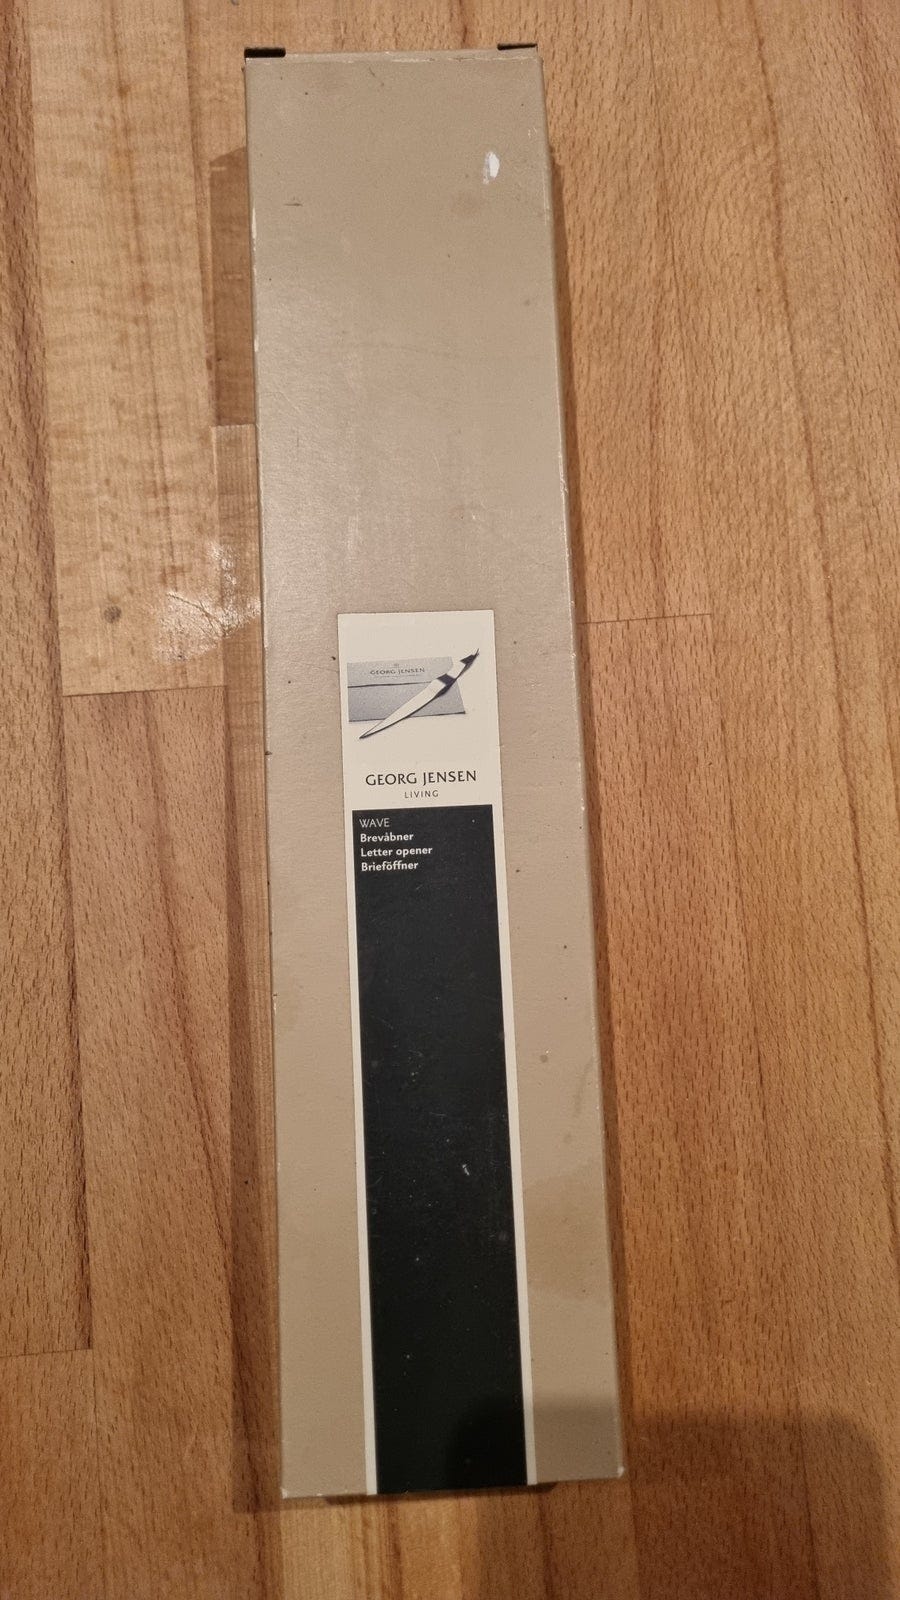 GEORG JENSEN
GEORG JENSEN
LIVING
WAVE
Brevåbner
Letter opener
Brieföffner